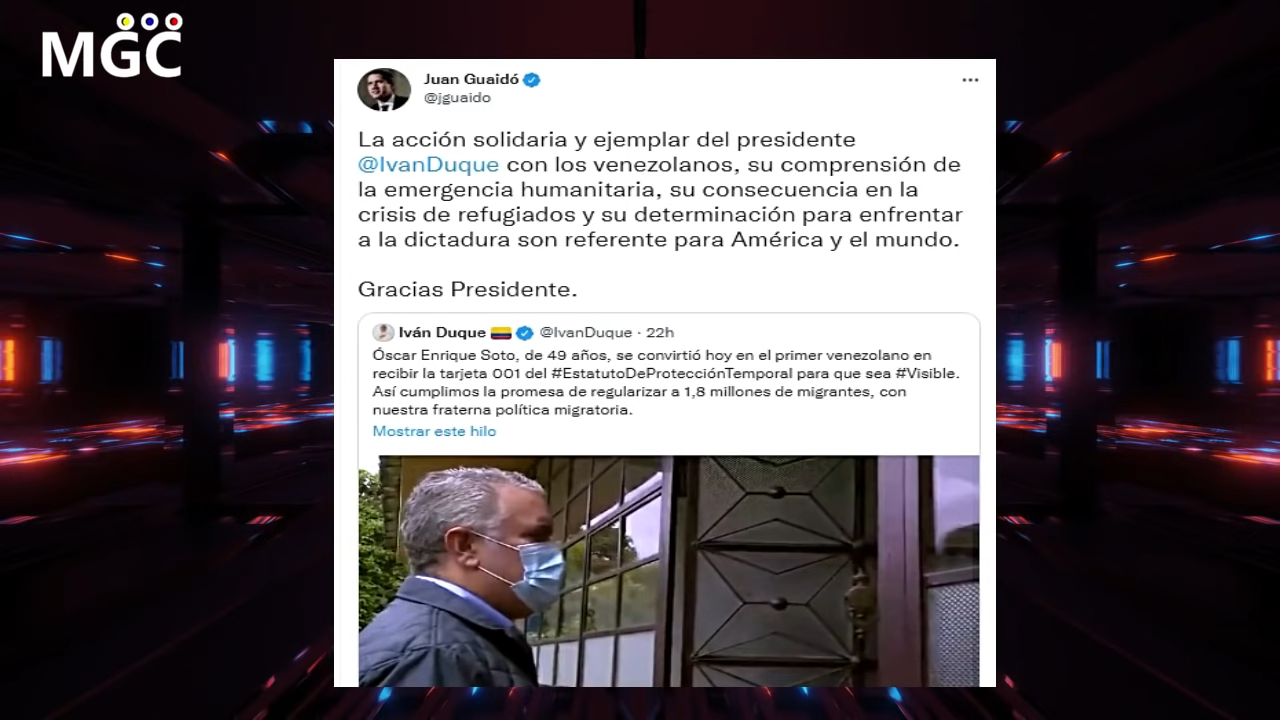 MGC
Juan Guaidó
@jguaido
La acción solidaria y ejemplar del presidente
@IvanDuque con los venezolanos, su comprensión de
la emergencia humanitaria, su consecuencia en la
crisis de refugiados y su determinación para enfrentar
a la dictadura son referente para América y el mundo.
Gracias Presidente.
Iván Duque @IvanDuque · 22h
Óscar Enrique Soto, de 49 años, se convirtió hoy en el primer venezolano en
recibir la tarjeta 001 del #EstatutoDeProtecciónTemporal para que sea #Visible.
Así cumplimos la promesa de regularizar a 1,8 millones de migrantes, con
nuestra fraterna política migratoria.
Mostrar este hilo